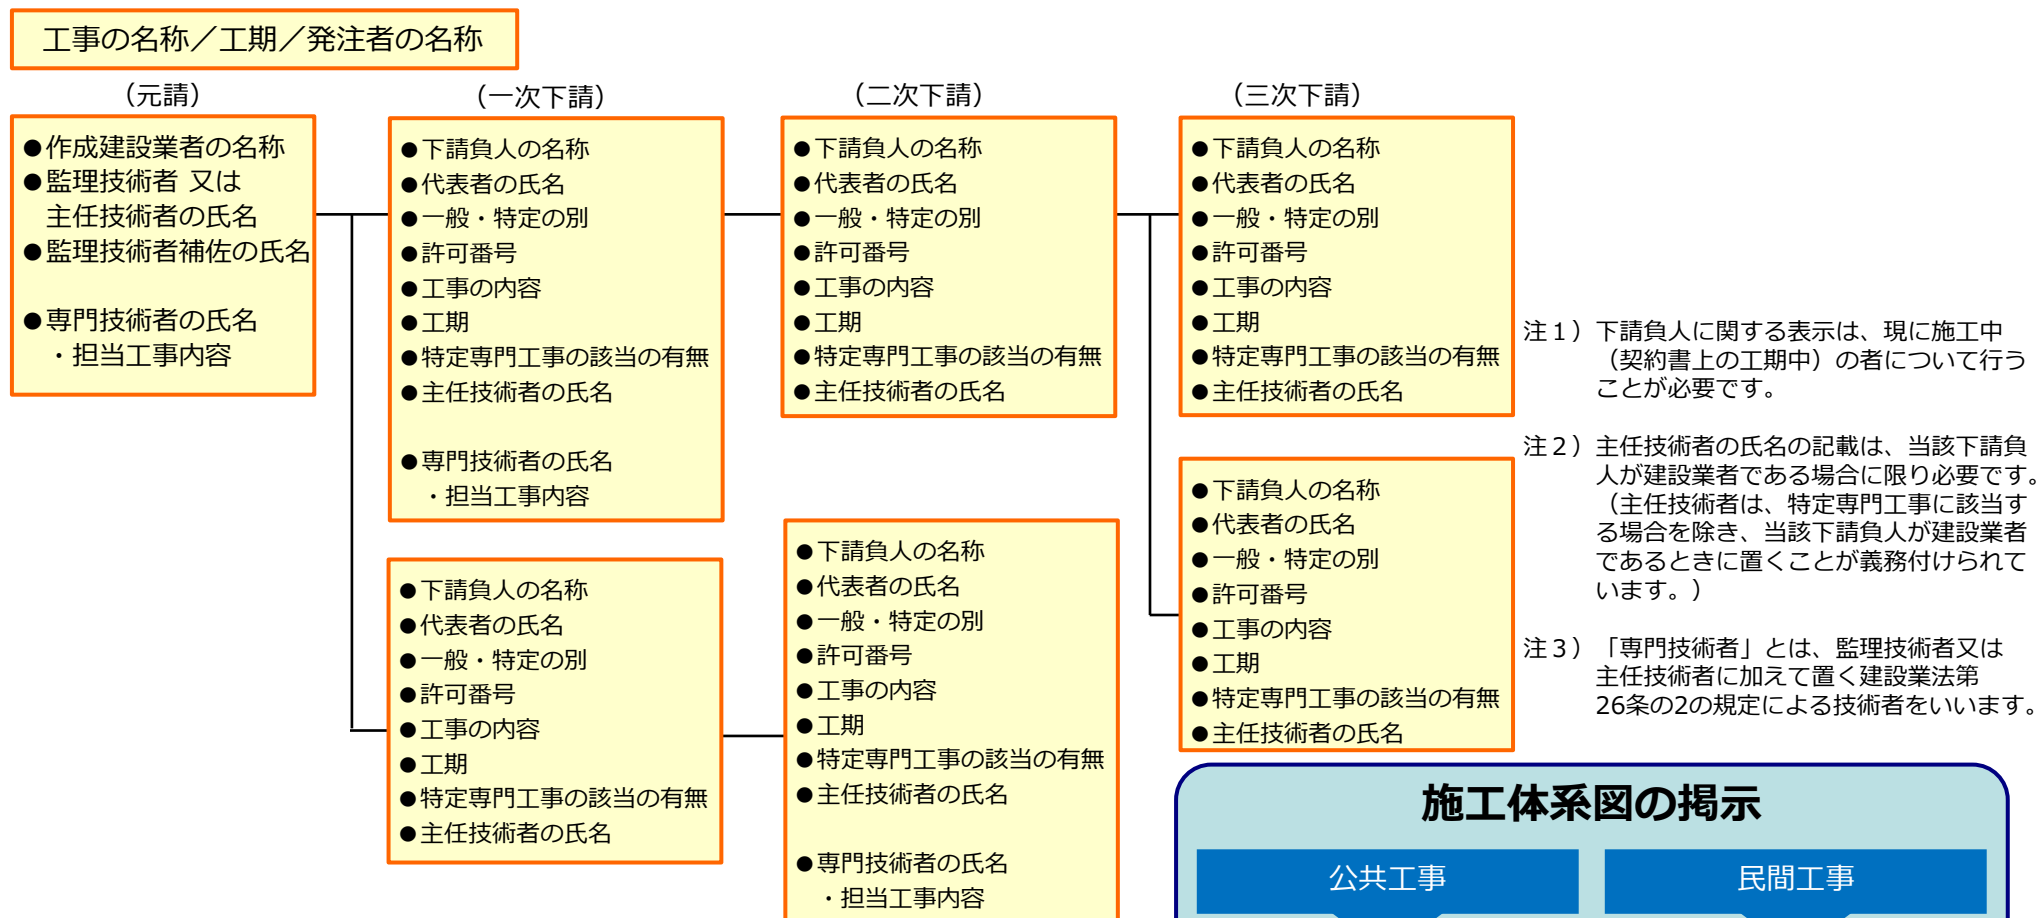 工事の名称／工期／発注者の名称
（元請）
●作成建設業者の名称
●監理技術者 又は
主任技術者の氏名
●監理技術者補佐の氏名
●専門技術者の氏名
・担当工事内容
（一次下請）
●下請負人の名称
●代表者の氏名
●一般・特定の別
●許可番号
●工事の内容
●工期
●特定専門工事の該当の有無
●主任技術者の氏名
●専門技術者の氏名
・担当工事内容
●下請負人の名称
●代表者の氏名
●一般・特定の別
●許可番号
●工事の内容
●工期
●特定専門工事の該当の有無
●主任技術者の氏名
（二次下請）
●下請負人の名称
●代表者の氏名
●一般・特定の別
●許可番号
●工事の内容
●工期
●特定専門工事の該当の有無
●主任技術者の氏名
●下請負人の名称
●代表者の氏名
●一般・特定の別
●許可番号
●工事の内容
●工期
●特定専門工事の該当の有無
●主任技術者の氏名
●専門技術者の氏名
・担当工事内容
（三次下請）
●下請負人の名称
●代表者の氏名
●一般・特定の別
●許可番号
●工事の内容
●工期
●特定専門工事の該当の有無
●主任技術者の氏名
●下請負人の名称
●代表者の氏名
●一般・特定の別
●許可番号
●工事の内容
●工期
●特定専門工事の該当の有無
●主任技術者の氏名
注１）下請負人に関する表示は、現に施工中
（契約書上の工期中）の者について行う
ことが必要です。
注２）主任技術者の氏名の記載は、当該下請負
人が建設業者である場合に限り必要です。
（主任技術者は、特定専門工事に該当す
る場合を除き、当該下請負人が建設業者
であるときに置くことが義務付けられて
います。）
注３）「専門技術者」とは、監理技術者又は
主任技術者に加えて置く建設業法第
26条の2の規定による技術者をいいます。
施工体系図の掲示
公共工事
民間工事